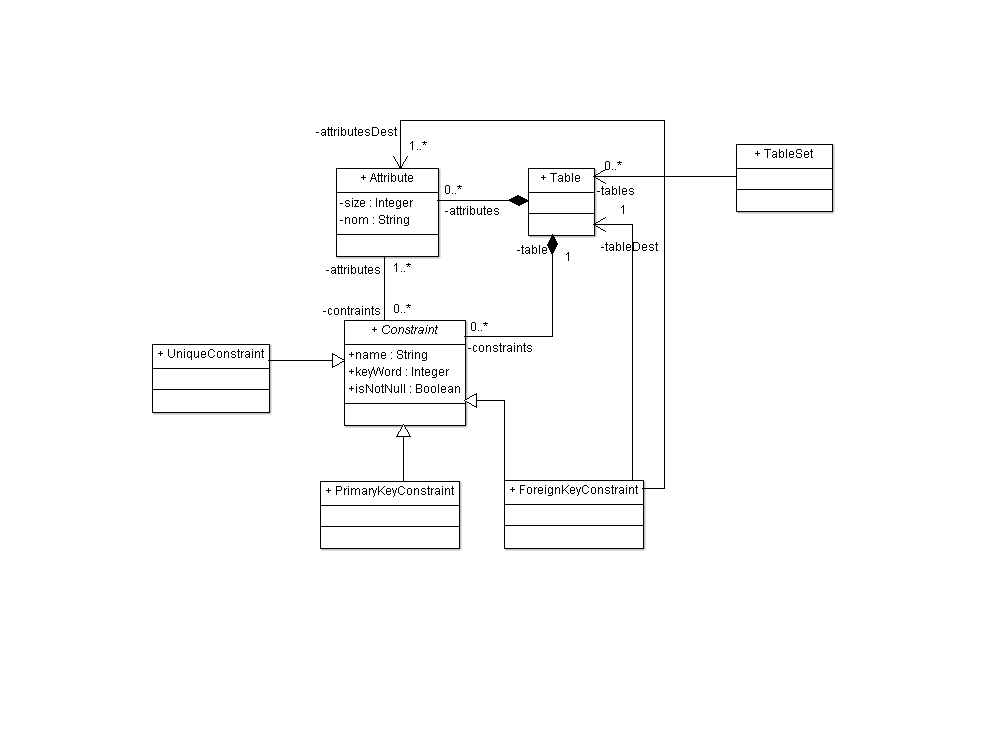 -attributesDest
1..*
+ TableSet
+ Attribute
-size : Integer
-nom : String
0..*
-attributes
+ Table
0..*
-tables
1
-tableDest
-table
1
-attributes
1..*
-contraints
0..*
+ Constraint
+name : String
+keyWord : Integer
+isNotNull : Boolean
0..*
-constraints
+ UniqueConstraint
+ PrimaryKeyConstraint
+ ForeignKeyConstraint